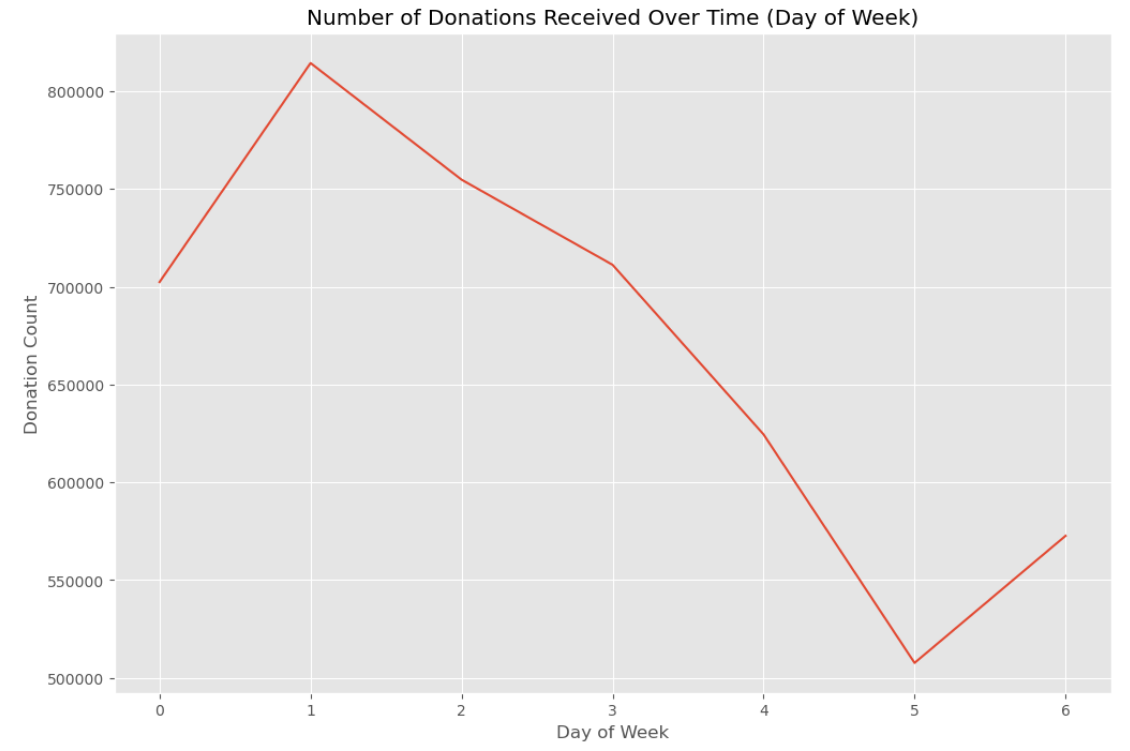 Number of Donations Received Over Time (Day of Week)
800000
750000
700000
650000
600000
550000
500000
Donation Count
0 1 2 3 4 5 6
Day of Week